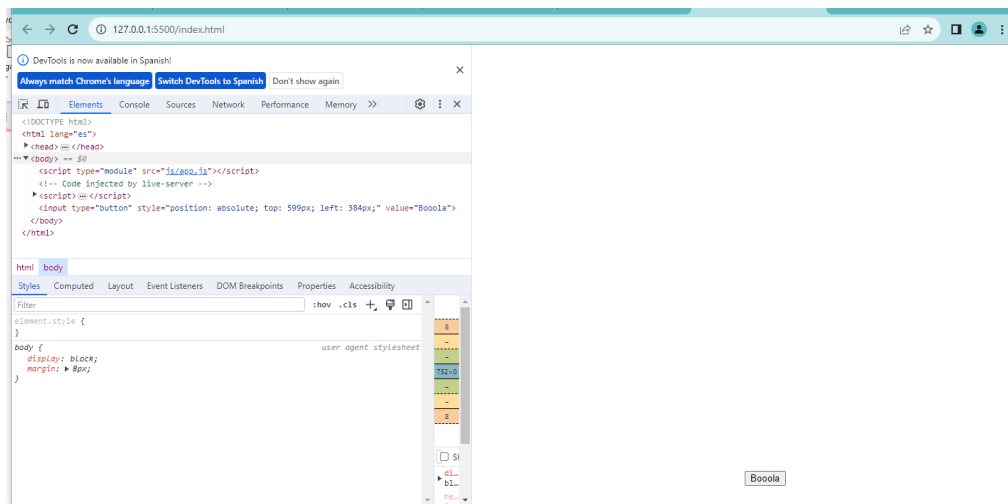 127.0.0.1:5500/index.html
DevTools is now available in Spanish!
Always match Chrome's language Switch DevTools to Spanish Don't show again
Elements Console Sources Network Performance Memory
<!DOCTYPE html>
<html lang="es">
<head> </head>
<body> == $0
<script type="module" src="js/app.js"></script>
<!-- Code injected by live-server -->
<script> </script>
<input type="button" style="position: absolute; top: 599px; left: 384px;" value="Booola">
</body>
</html>
html body
Styles Computed Layout Event Listeners DOM Breakpoints Properties Accessibility
Filter :hov .cls
element.style {
}
body { user agent stylesheet
display: block;
margin: 8px;
}
8
-
-
752×0
-
-
8
di...
bl...
he...
Booola